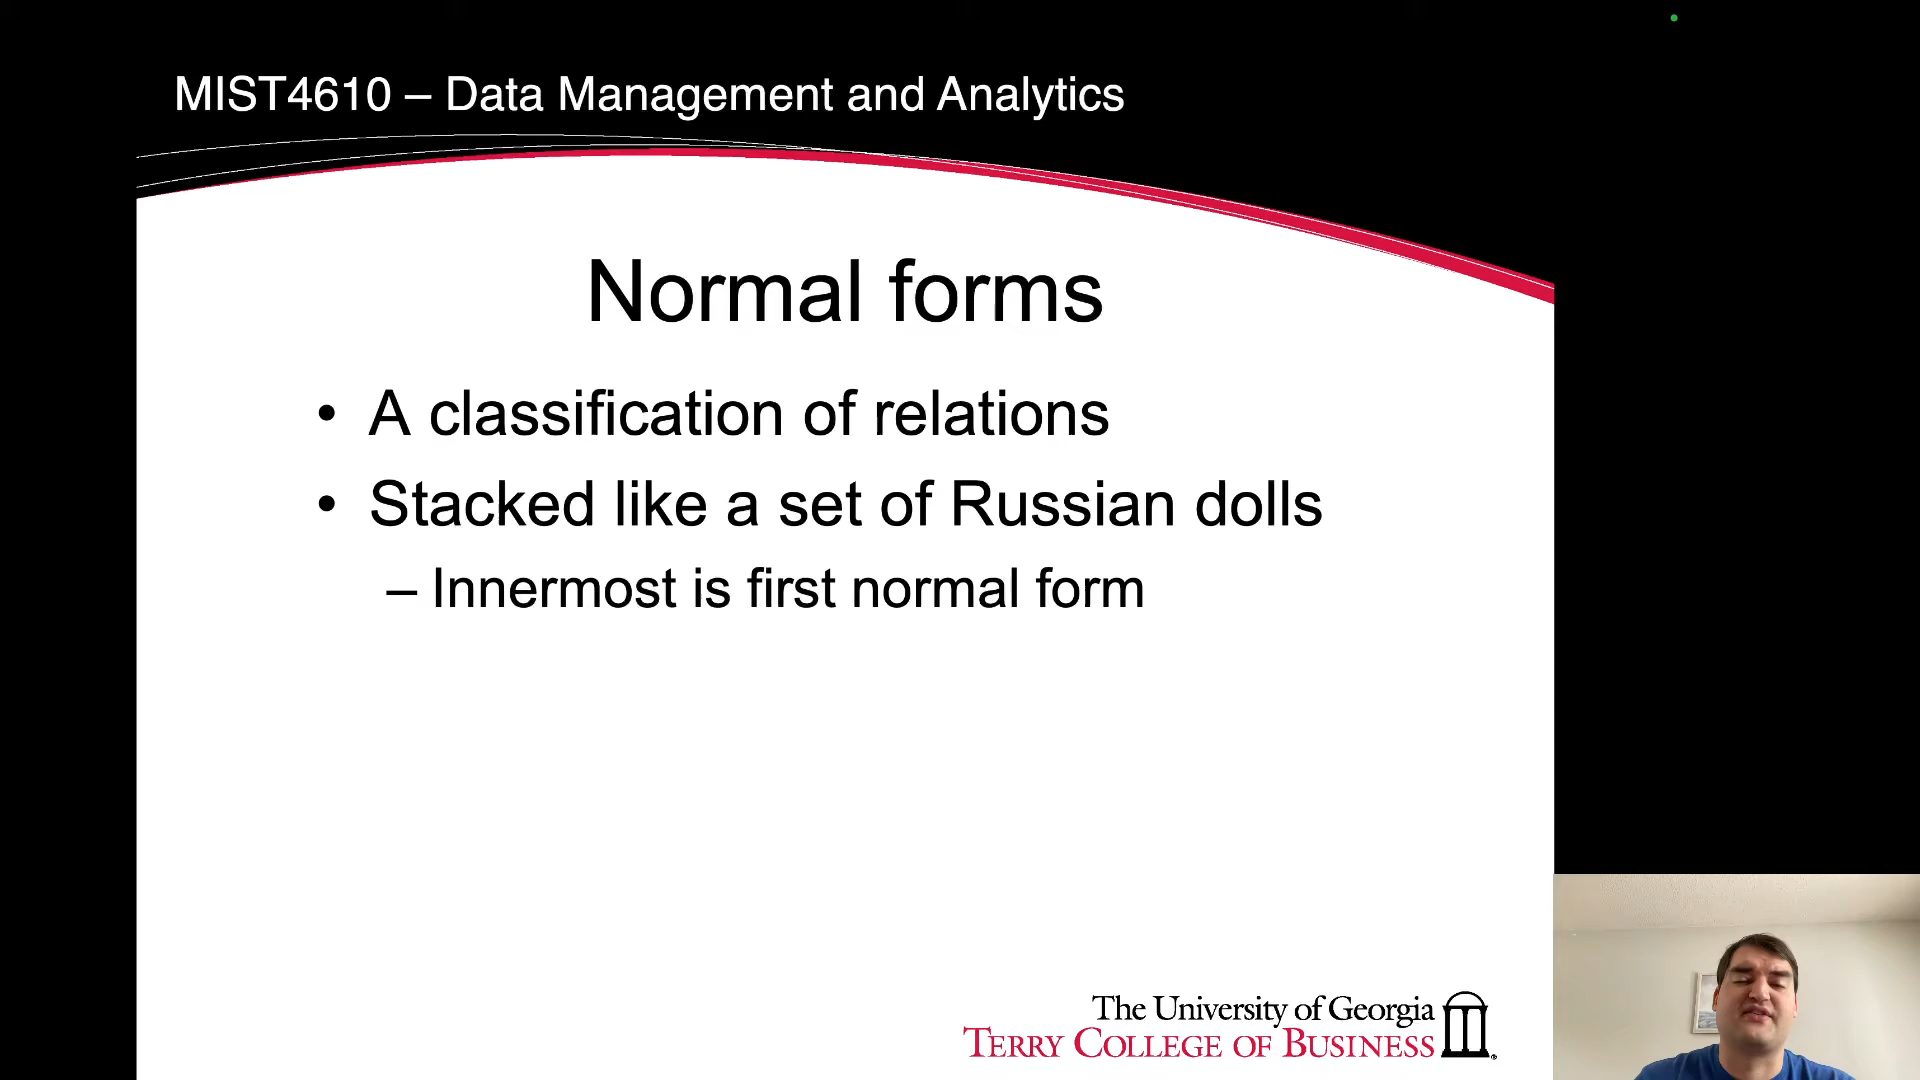 MIST4610 – Data Management and Analytics
Normal forms
• A classification of relations
• Stacked like a set of Russian dolls
– Innermost is first normal form
The University of Georgia
Terry College of Business